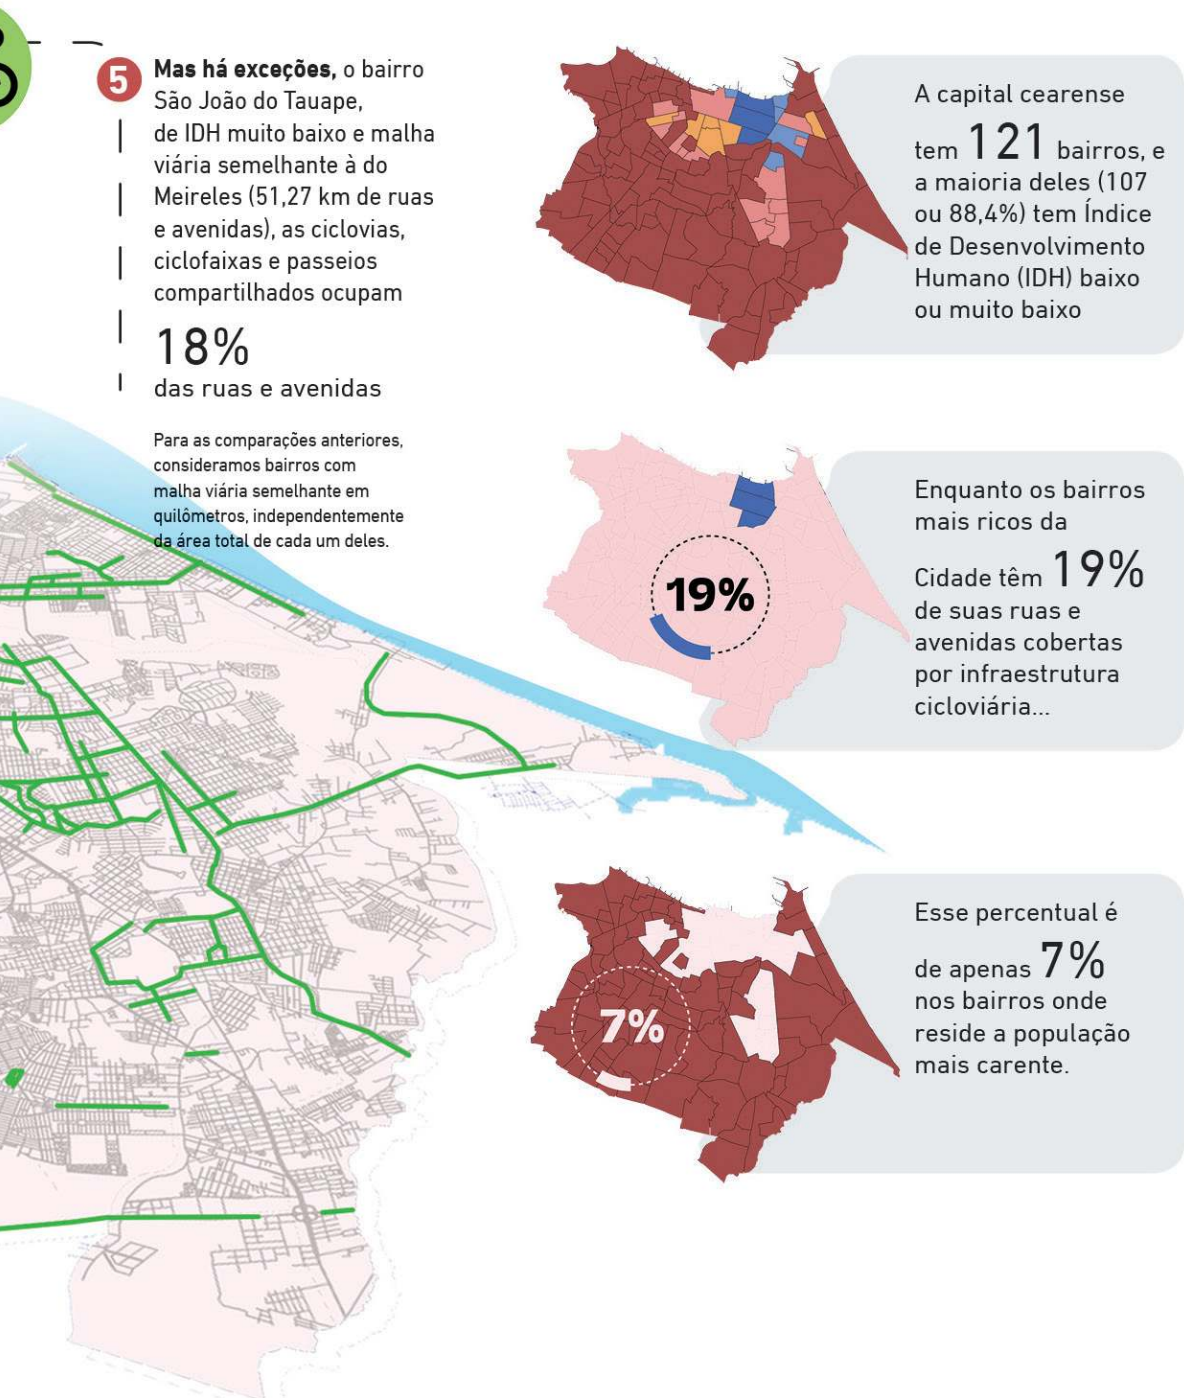 5
Mas há exceções, o bairro
São João do Tauape,
de IDH muito baixo e malha
viária semelhante à do
Meireles (51,27 km de ruas
e avenidas), as ciclovias,
ciclofaixas e passeios
compartilhados ocupam
18%
das ruas e avenidas
Para as comparações anteriores,
consideramos bairros com
malha viária semelhante em
quilômetros, independentemente
da área total de cada um deles.
A capital cearense
tem 121 bairros, e
a maioria deles (107
ou 88,4%) tem Índice
de Desenvolvimento
Humano (IDH) baixo
ou muito baixo
19%
Enquanto os bairros
mais ricos da
Cidade têm 19%
de suas ruas e
avenidas cobertas
por infraestrutura
cicloviária...
7%
Esse percentual é
de apenas 7%
nos bairros onde
reside a população
mais carente.